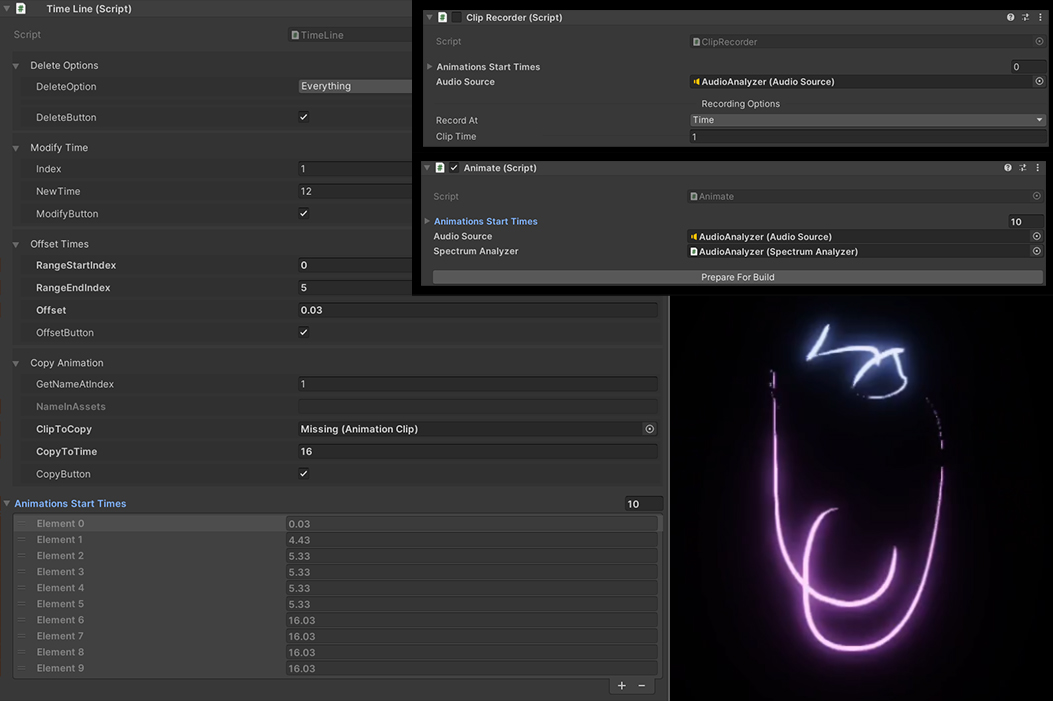 Time Line (Script)
Script TimeLine
Delete Options
DeleteOption Everything
DeleteButton
Modify Time
Index 1
NewTime 12
ModifyButton
Offset Times
RangeStartIndex 0
RangeEndIndex 5
Offset 0.03
OffsetButton
Copy Animation
GetNameAtIndex 1
NameInAssets
ClipToCopy Missing (Animation Clip)
CopyToTime 16
CopyButton
Animations Start Times 10
Element 0 0.03
Element 1 4.43
Element 2 5.33
Element 3 5.33
Element 4 5.33
Element 5 5.33
Element 6 16.03
Element 7 16.03
Element 8 16.03
Element 9 16.03
Clip Recorder (Script)
Script ClipRecorder
Animations Start Times 0
Audio Source AudioAnalyzer (Audio Source)
Recording Options
Record At Time
Clip Time 1
Animate (Script)
Script Animate
Animations Start Times 10
Audio Source AudioAnalyzer (Audio Source)
Spectrum Analyzer AudioAnalyzer (Spectrum Analyzer)
Prepare For Build